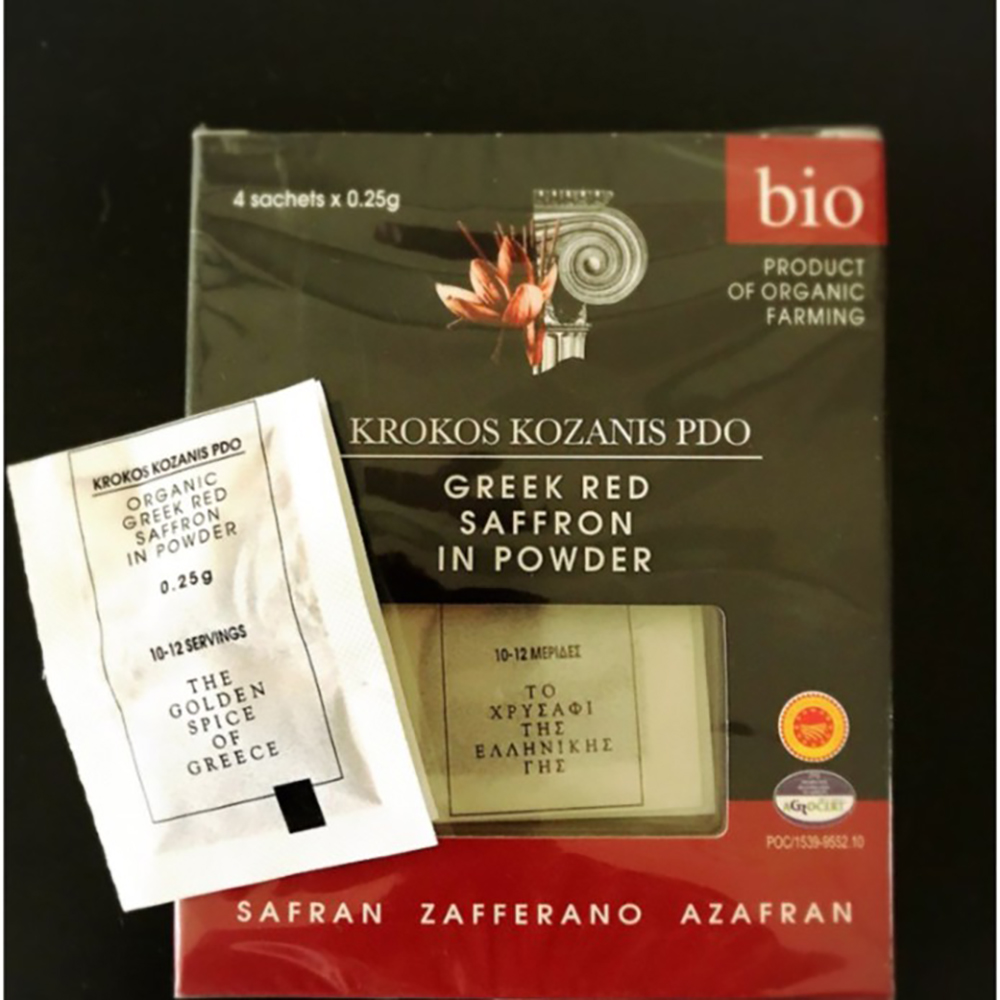 4 sachets x 0.25g
bio
PRODUCT
OF ORGANIC
FARMING
KROKOS KOZANIS PDO
GREEK RED
SAFFRON
IN POWDER
KROKOS KOZANIS PDO
ORGANIC
GREEK RED
SAFFRON
IN POWDER
0.25g
10-12 SERVINGS
THE
GOLDEN
SPICE
OF
GREECE
10-12 ΜΕΡΙΔΕΣ
ΤΟ
ΧΡΥΣΑΦΙ
ΤΗΣ
ΕΛΛΗΝΙΚΗΣ
ΓΗΣ
AGROCERT
POC/1539-9552.10
SAFRAN ZAFFERANO AZAFRAN